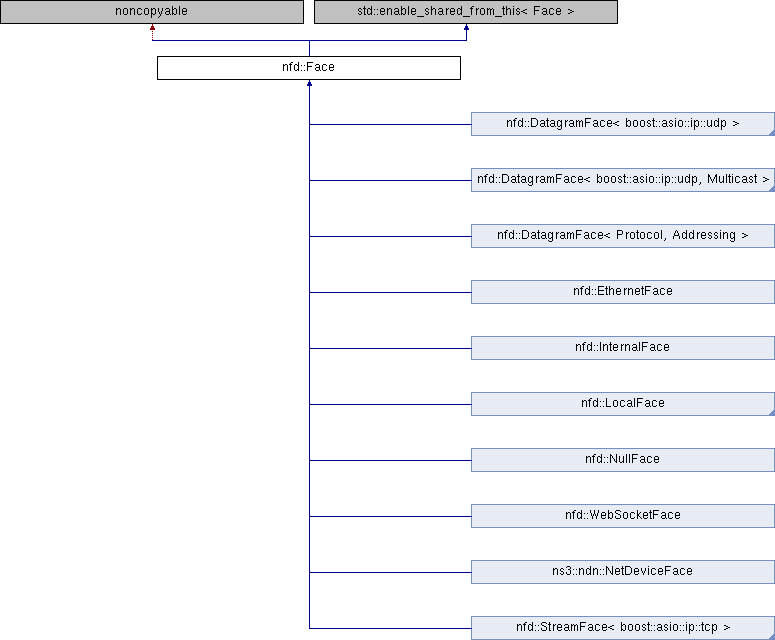 noncopyable
std::enable_shared_from_this< Face >
nfd::Face
nfd::DatagramFace< boost::asio::ip::udp >
nfd::DatagramFace< boost::asio::ip::udp, Multicast >
nfd::DatagramFace< Protocol, Addressing >
nfd::EthernetFace
nfd::InternalFace
nfd::LocalFace
nfd::NullFace
nfd::WebSocketFace
ns3::ndn::NetDeviceFace
nfd::StreamFace< boost::asio::ip::tcp >